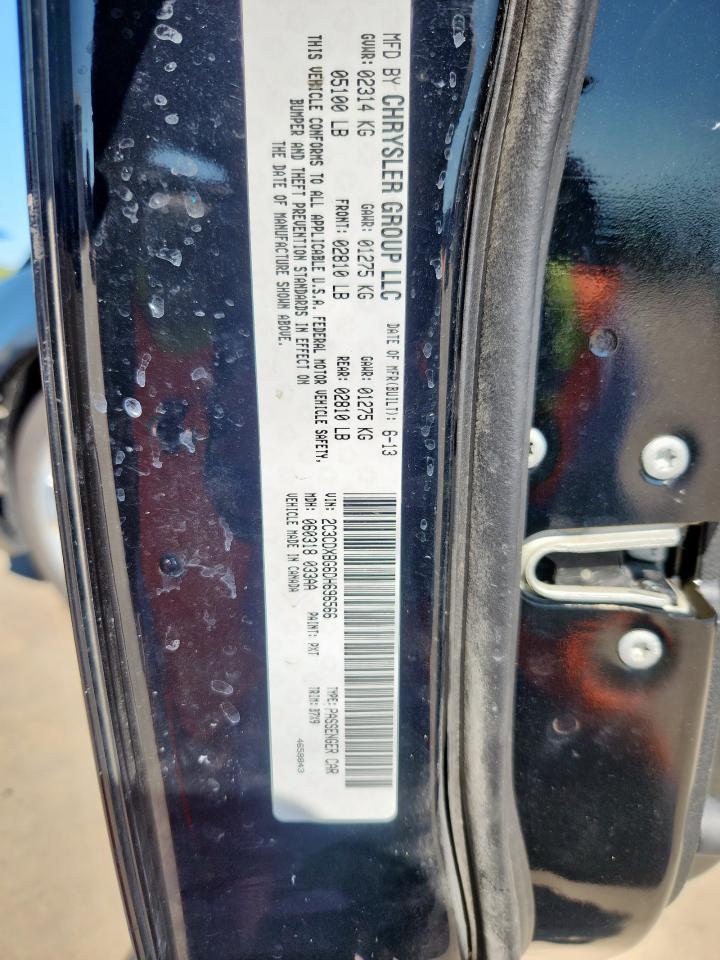 MFD BY CHRYSLER GROUP LLC DATE OF MFR(BUILT): 6-13
GVWR: 02314 KG GAWR: 01275 KG GAWR: 01275 KG
05100 LB FRONT: 02810 LB REAR: 02810 LB
THIS VEHICLE CONFORMS TO ALL APPLICABLE U.S.A. FEDERAL MOTOR VEHICLE SAFETY,
BUMPER AND THEFT PREVENTION STANDARDS IN EFFECT ON
THE DATE OF MANUFACTURE SHOWN ABOVE.
VIN: 2C3CDXBG6DH696566 TYPE: PASSENGER CAR
MDH: 060318 033AA PAINT: PXT TRIM: B7X9
VEHICLE MADE IN CANADA 4658843